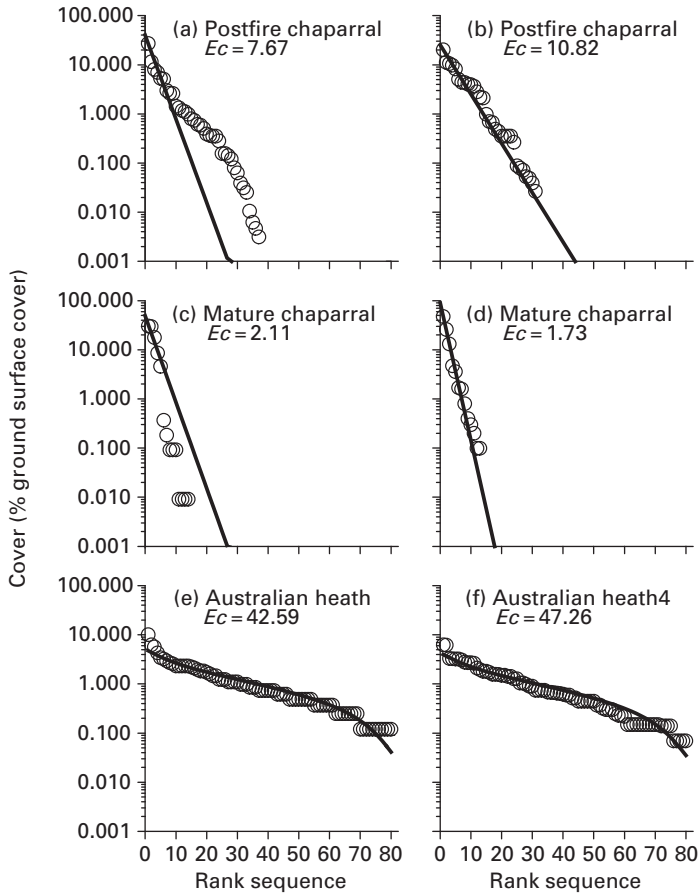 Cover (% ground surface cover)
100.000
10.000
1.000
0.100
0.010
0.001
(a) Postfire chaparral
Ec = 7.67
(b) Postfire chaparral
Ec = 10.82
100.000
10.000
1.000
0.100
0.010
0.001
(c) Mature chaparral
Ec = 2.11
(d) Mature chaparral
Ec = 1.73
100.000
10.000
1.000
0.100
0.010
0.001
(e) Australian heath
Ec = 42.59
(f) Australian heath4
Ec = 47.26
0 10 20 30 40 50 60 70 80
Rank sequence
0 10 20 30 40 50 60 70 80
Rank sequence